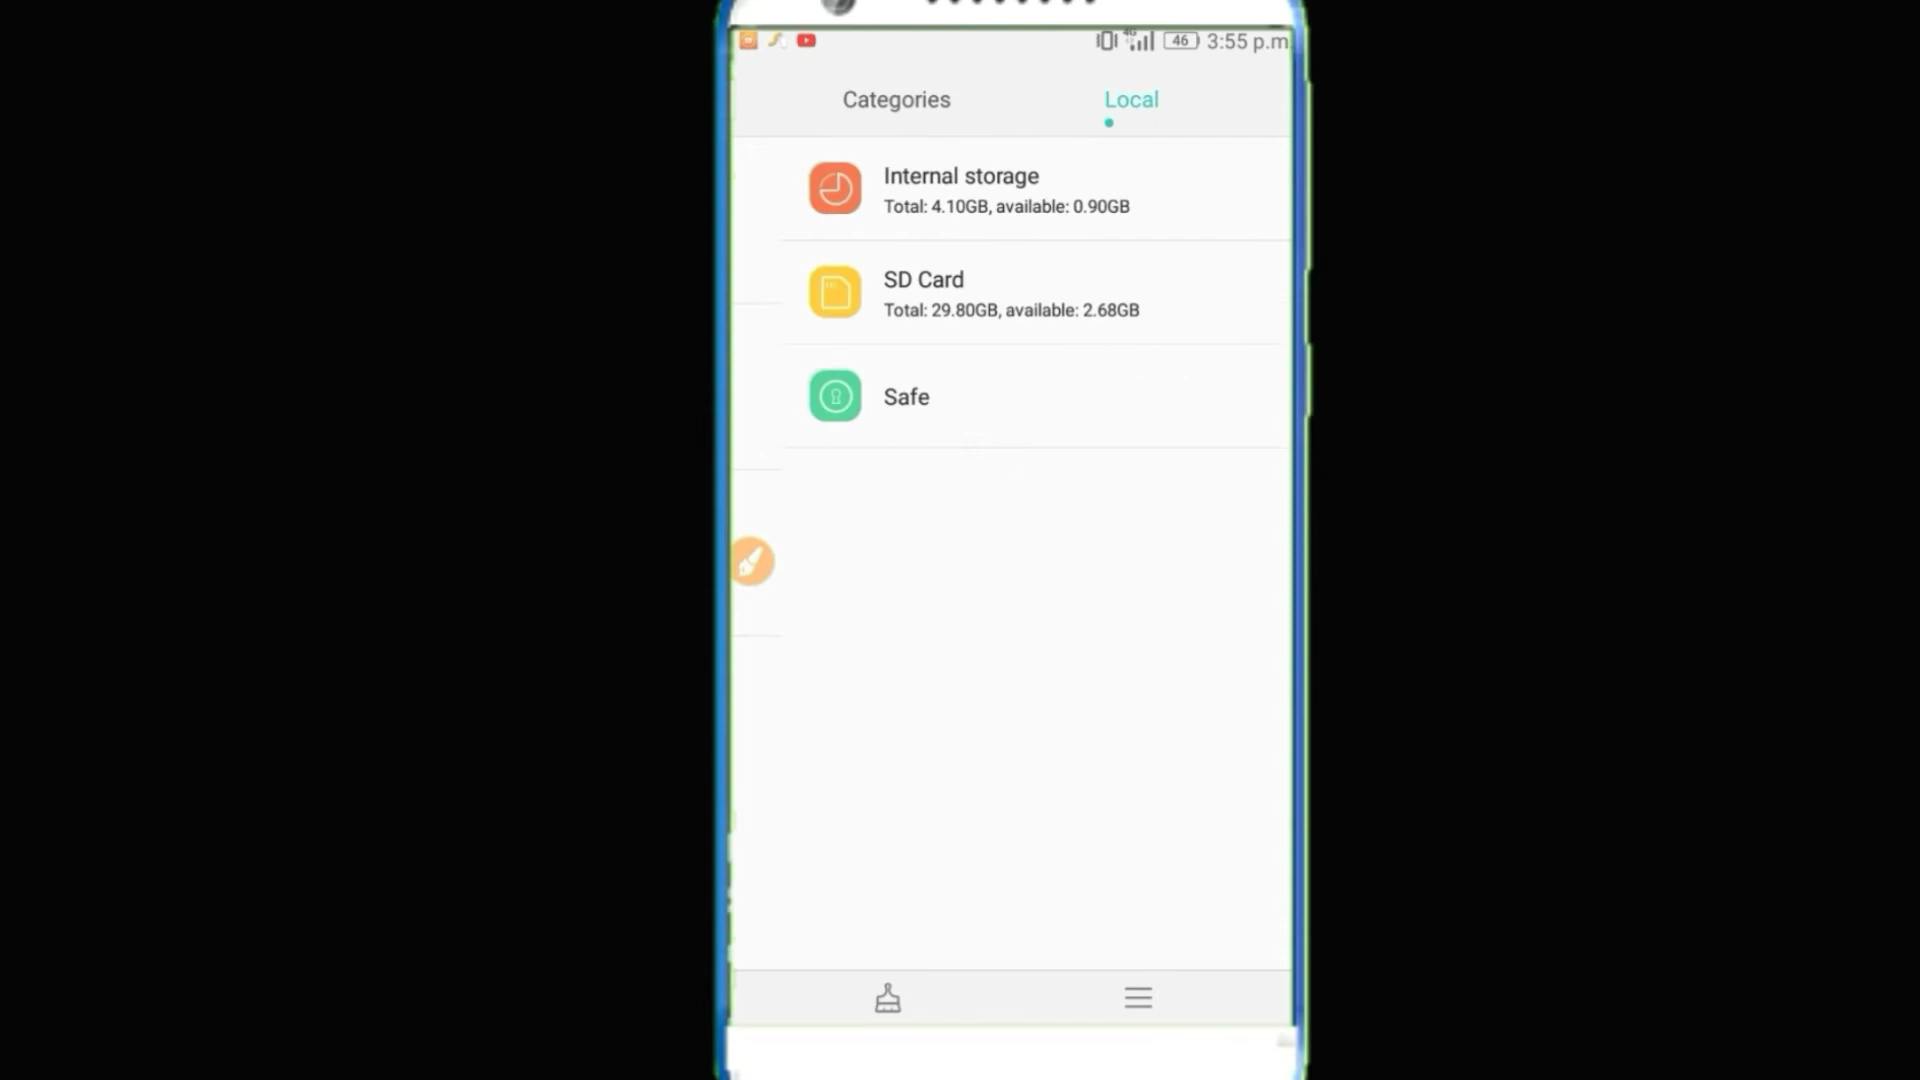 4G 46 3:55 p.m
Categories Local
Internal storage
Total: 4.10GB, available: 0.90GB
SD Card
Total: 29.80GB, available: 2.68GB
Safe